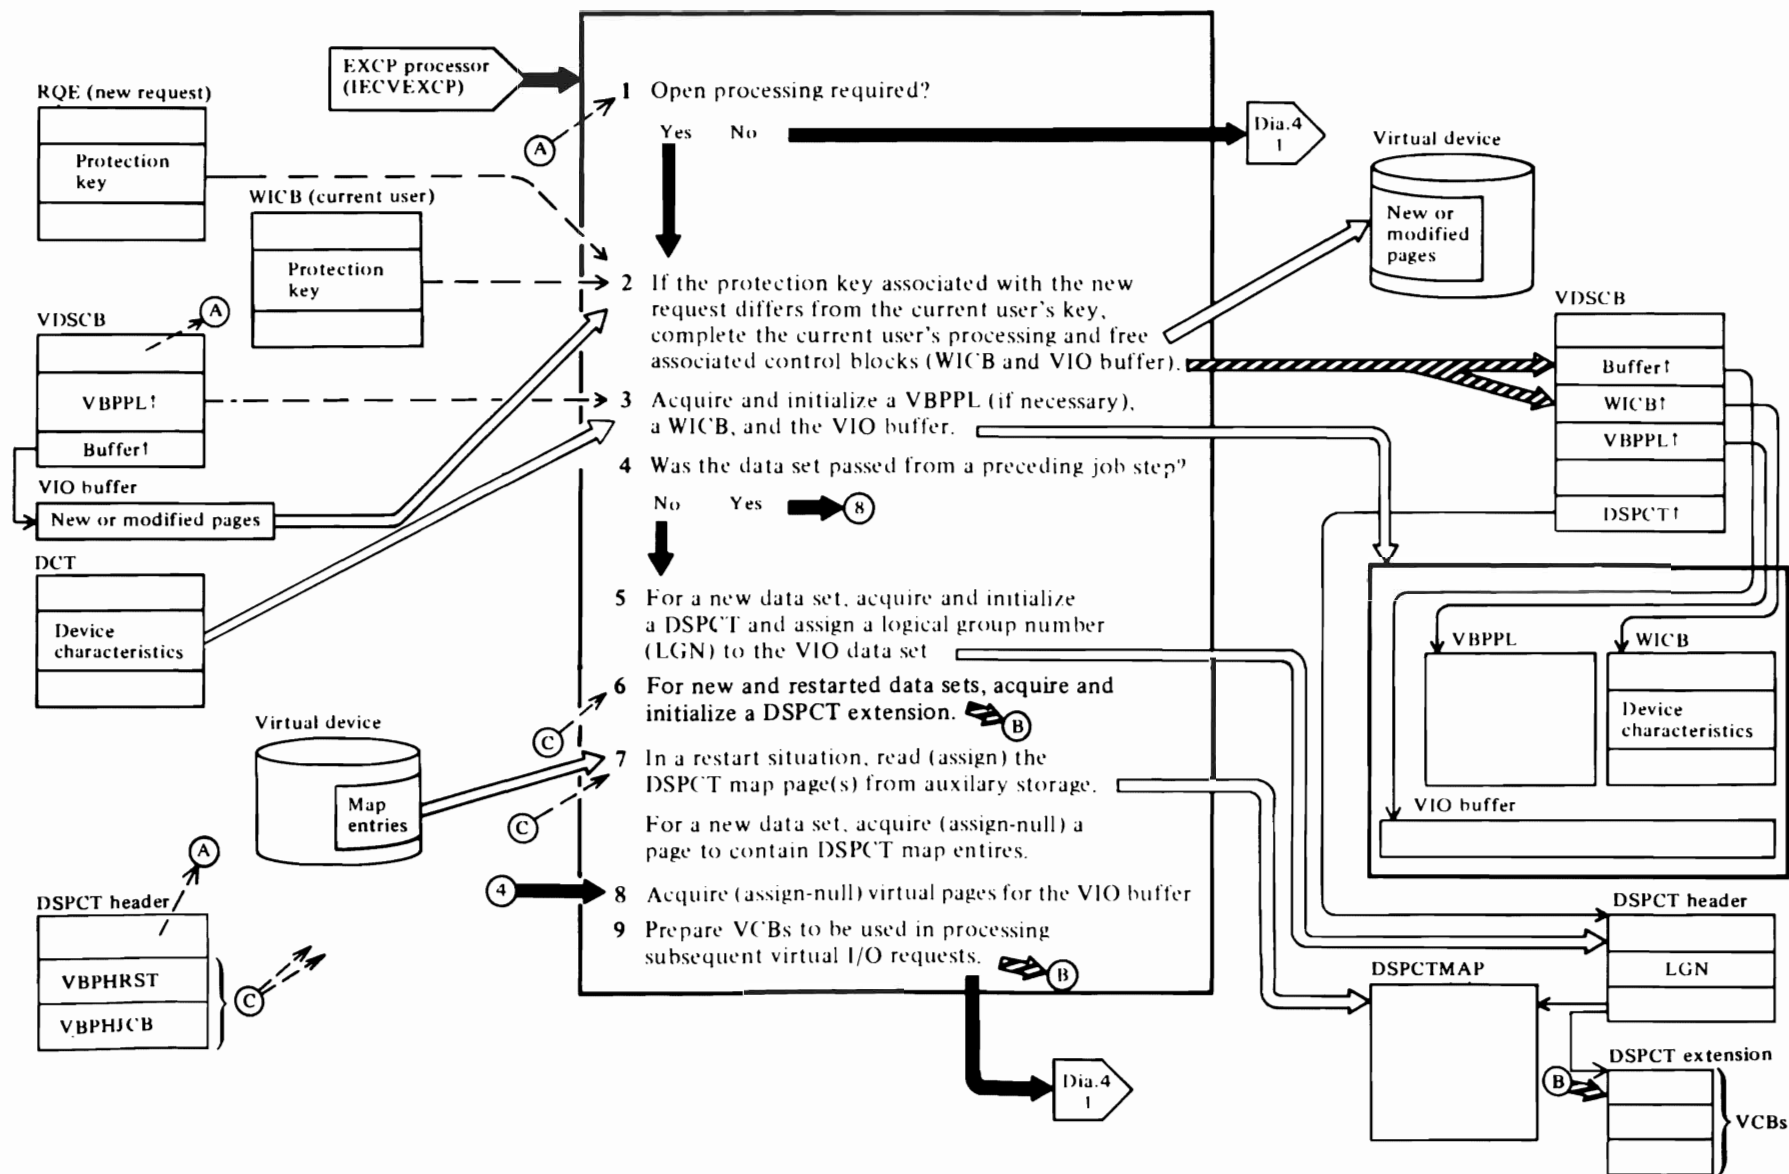 EXCP processor
(IECVEXCP)
RQE (new request)
Protection
key
WICB (current user)
Protection
key
VDSCB
A
VBPPL↑
Buffer↑
VIO buffer
New or modified pages
DCT
Device
characteristics
Virtual device
Map
entries
A
DSPCT header
VBPHRST
VBPHJCB
C
A
1 Open processing required?
Yes No
Dia.4
1
2 If the protection key associated with the new
request differs from the current user's key,
complete the current user's processing and free
associated control blocks (WICB and VIO buffer).
3 Acquire and initialize a VBPPL (if necessary),
a WICB, and the VIO buffer.
4 Was the data set passed from a preceding job step?
No Yes 8
5 For a new data set, acquire and initialize
a DSPCT and assign a logical group number
(LGN) to the VIO data set
6 For new and restarted data sets, acquire and
initialize a DSPCT extension. B
C
7 In a restart situation, read (assign) the
DSPCT map page(s) from auxilary storage.
C
For a new data set, acquire (assign-null) a
page to contain DSPCT map entires.
4
8 Acquire (assign-null) virtual pages for the VIO buffer
9 Prepare VCBs to be used in processing
subsequent virtual I/O requests. B
Dia.4
1
Virtual device
New or
modified
pages
VDSCB
Buffer↑
WICB↑
VBPPL↑
DSPCT↑
VBPPL
WICB
Device
characteristics
VIO buffer
DSPCT header
LGN
DSPCTMAP
DSPCT extension
B
VCBs